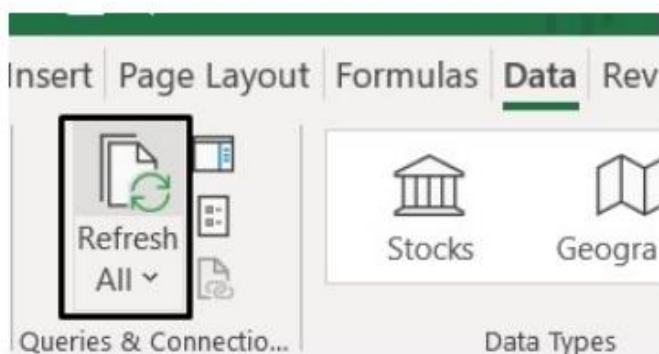 Insert Page Layout Formulas Data Rev
Refresh
All
Stocks Geogra
Queries & Connectio... Data Types